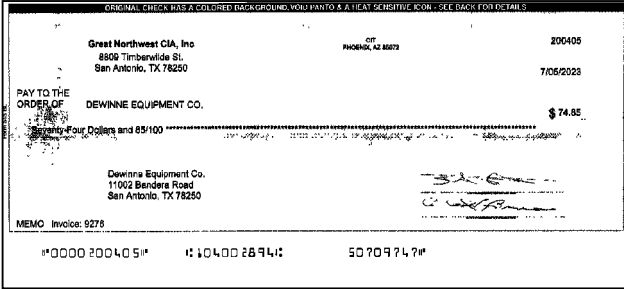 ORIGINAL CHECK HAS A COLORED BACKGROUND, VOID PANTO & A HEAT SENSITIVE ICON - SEE BACK FOR DETAILS
Great Northwest CIA, Inc
8809 Timberwilde St.
San Antonio, TX 78250
CIT
PHOENIX, AZ 85072
200405
7/05/2023
PAY TO THE
ORDER OF
DEWINNE EQUIPMENT CO.
$ 74.85
Seventy-Four Dollars and 85/100
Dewinne Equipment Co.
11002 Bandera Road
San Antonio, TX 78250
MEMO Invoice: 9276
⑈0000200405⑈ ⑆104002894⑆ 50709747⑈